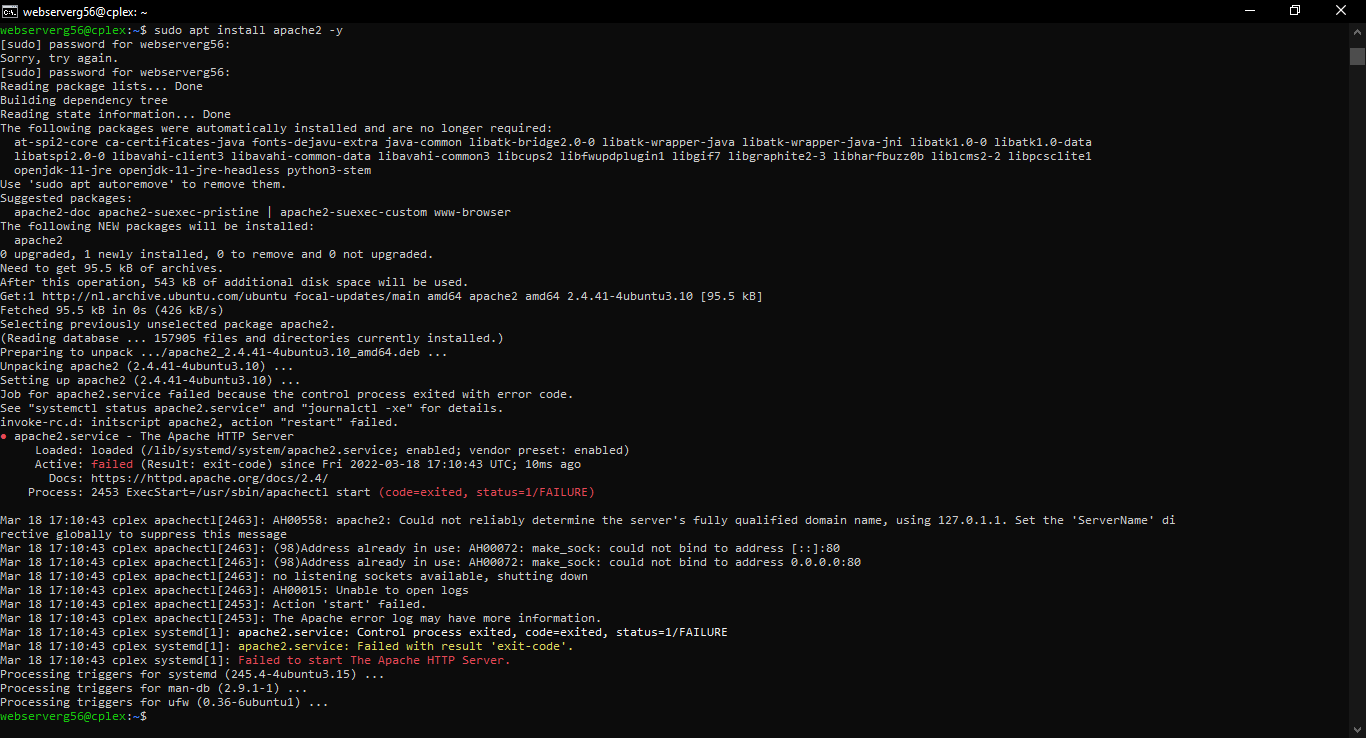 webserverg56@cplex: ~
webserverg56@cplex:~$ sudo apt install apache2 -y
[sudo] password for webserverg56:
Sorry, try again.
[sudo] password for webserverg56:
Reading package lists... Done
Building dependency tree
Reading state information... Done
The following packages were automatically installed and are no longer required:
  at-spi2-core ca-certificates-java fonts-dejavu-extra java-common libatk-bridge2.0-0 libatk-wrapper-java libatk-wrapper-java-jni libatk1.0-0 libatk1.0-data
  libatspi2.0-0 libavahi-client3 libavahi-common-data libavahi-common3 libcups2 libfwupdplugin1 libgif7 libgraphite2-3 libharfbuzz0b liblcms2-2 libpcsclite1
  openjdk-11-jre openjdk-11-jre-headless python3-stem
Use 'sudo apt autoremove' to remove them.
Suggested packages:
  apache2-doc apache2-suexec-pristine | apache2-suexec-custom www-browser
The following NEW packages will be installed:
  apache2
0 upgraded, 1 newly installed, 0 to remove and 0 not upgraded.
Need to get 95.5 kB of archives.
After this operation, 543 kB of additional disk space will be used.
Get:1 http://nl.archive.ubuntu.com/ubuntu focal-updates/main amd64 apache2 amd64 2.4.41-4ubuntu3.10 [95.5 kB]
Fetched 95.5 kB in 0s (426 kB/s)
Selecting previously unselected package apache2.
(Reading database ... 157905 files and directories currently installed.)
Preparing to unpack .../apache2_2.4.41-4ubuntu3.10_amd64.deb ...
Unpacking apache2 (2.4.41-4ubuntu3.10) ...
Setting up apache2 (2.4.41-4ubuntu3.10) ...
Job for apache2.service failed because the control process exited with error code.
See "systemctl status apache2.service" and "journalctl -xe" for details.
invoke-rc.d: initscript apache2, action "restart" failed.
● apache2.service - The Apache HTTP Server
     Loaded: loaded (/lib/systemd/system/apache2.service; enabled; vendor preset: enabled)
     Active: failed (Result: exit-code) since Fri 2022-03-18 17:10:43 UTC; 10ms ago
       Docs: https://httpd.apache.org/docs/2.4/
    Process: 2453 ExecStart=/usr/sbin/apachectl start (code=exited, status=1/FAILURE)
Mar 18 17:10:43 cplex apachectl[2463]: AH00558: apache2: Could not reliably determine the server's fully qualified domain name, using 127.0.1.1. Set the 'ServerName' di
rective globally to suppress this message
Mar 18 17:10:43 cplex apachectl[2463]: (98)Address already in use: AH00072: make_sock: could not bind to address [::]:80
Mar 18 17:10:43 cplex apachectl[2463]: (98)Address already in use: AH00072: make_sock: could not bind to address 0.0.0.0:80
Mar 18 17:10:43 cplex apachectl[2463]: no listening sockets available, shutting down
Mar 18 17:10:43 cplex apachectl[2463]: AH00015: Unable to open logs
Mar 18 17:10:43 cplex apachectl[2453]: Action 'start' failed.
Mar 18 17:10:43 cplex apachectl[2453]: The Apache error log may have more information.
Mar 18 17:10:43 cplex systemd[1]: apache2.service: Control process exited, code=exited, status=1/FAILURE
Mar 18 17:10:43 cplex systemd[1]: apache2.service: Failed with result 'exit-code'.
Mar 18 17:10:43 cplex systemd[1]: Failed to start The Apache HTTP Server.
Processing triggers for systemd (245.4-4ubuntu3.15) ...
Processing triggers for man-db (2.9.1-1) ...
Processing triggers for ufw (0.36-6ubuntu1) ...
webserverg56@cplex:~$